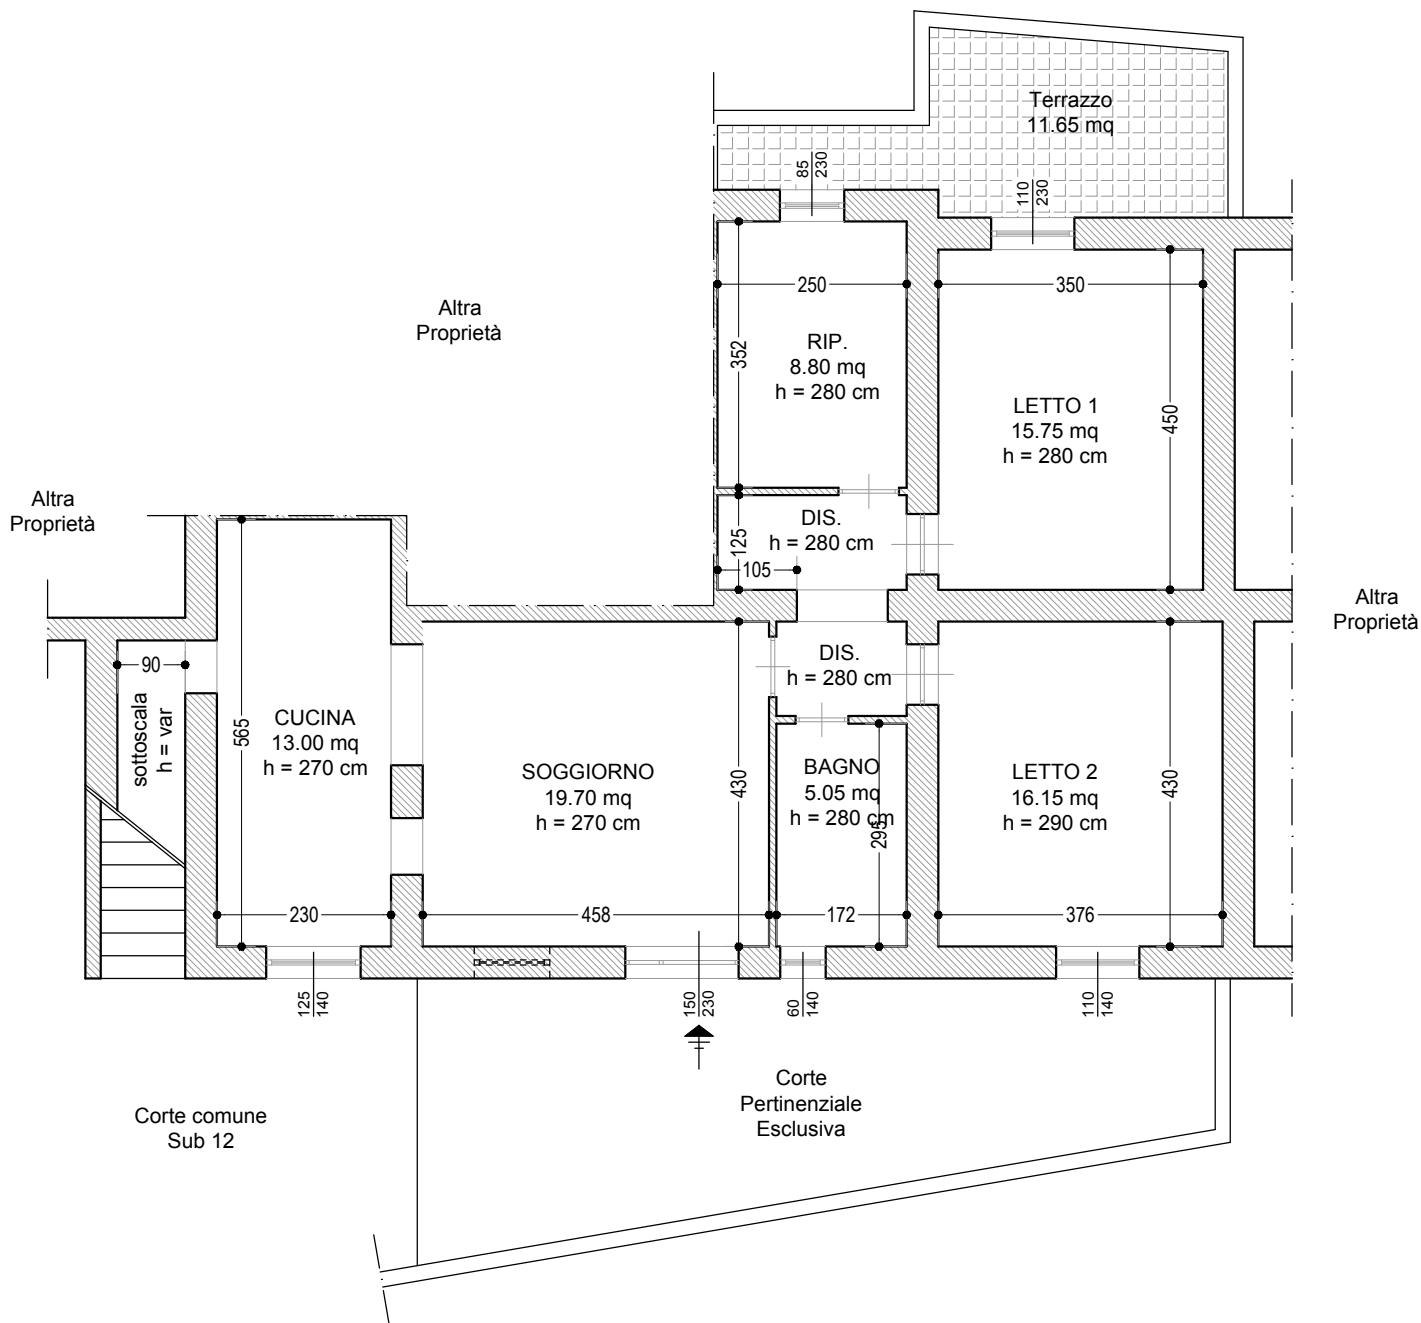 Terrazzo
11.65 mq
85
230
110
230
250
350
Altra
Proprietà
RIP.
8.80 mq
h = 280 cm
352
LETTO 1
15.75 mq
h = 280 cm
450
Altra
Proprietà
DIS.
h = 280 cm
125
105
Altra
Proprietà
90
sottoscala
h = var
DIS.
h = 280 cm
CUCINA
13.00 mq
h = 270 cm
565
SOGGIORNO
19.70 mq
h = 270 cm
430
BAGNO
5.05 mq
h = 280 cm
295
LETTO 2
16.15 mq
h = 290 cm
430
230
458
172
376
125
140
150
230
60
140
110
140
Corte comune
Sub 12
Corte
Pertinenziale
Esclusiva